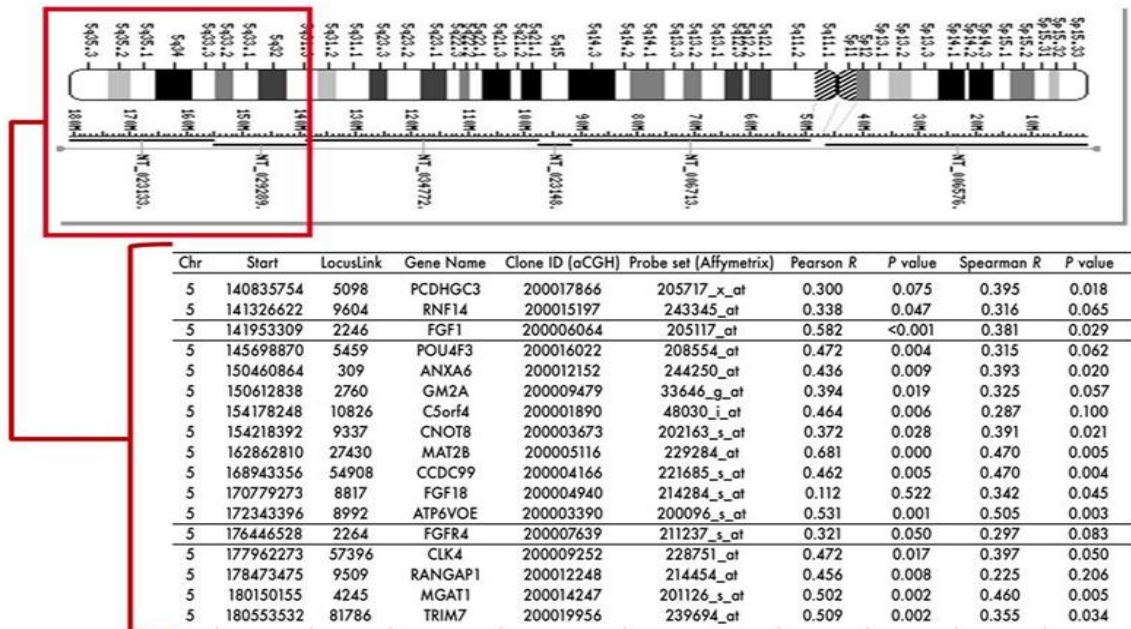 5q35.3 5q35.2 5q35.1 5q34 5q33.3 5q33.2 5q33.1 5q32 5q31.3 5q31.2 5q31.1 5q23.3 5q23.2 5q23.1 5q22.1 5q21.3 5q21.2 5q21.1 5q15 5q14.3 5q14.2 5q14.1 5q13.3 5q13.2 5q13.1 5q12.3 5q12.1 5q11.2 5q11.1 5p12 5p13.1 5p13.2 5p13.3 5p14.1 5p14.2 5p14.3 5p15.1 5p15.2 5p15.31 5p15.32 5p15.33
180M 170M 160M 150M 140M 130M 120M 110M 100M 90M 80M 70M 60M 50M 40M 30M 20M 10M
NT_023133. NT_029289. NT_034772. NT_023148. NT_006713. NT_006576.
Chr Start LocusLink Gene Name Clone ID (aCGH) Probe set (Affymetrix) Pearson R P value Spearman R P value
5 140835754 5098 PCDHGC3 200017866 205717_x_at 0.300 0.075 0.395 0.018
5 141326622 9604 RNF14 200015197 243345_at 0.338 0.047 0.316 0.065
5 141953309 2246 FGF1 200006064 205117_at 0.582 <0.001 0.381 0.029
5 145698870 5459 POU4F3 200016022 208554_at 0.472 0.004 0.315 0.062
5 150460864 309 ANXA6 200012152 244250_at 0.436 0.009 0.393 0.020
5 150612838 2760 GM2A 200009479 33646_g_at 0.394 0.019 0.325 0.057
5 154178248 10826 C5orf4 200001890 48030_i_at 0.464 0.006 0.287 0.100
5 154218392 9337 CNOT8 200003673 202163_s_at 0.372 0.028 0.391 0.021
5 162862810 27430 MAT2B 200005116 229284_at 0.681 0.000 0.470 0.005
5 168943356 54908 CCDC99 200004166 221685_s_at 0.462 0.005 0.470 0.004
5 170779273 8817 FGF18 200004940 214284_s_at 0.112 0.522 0.342 0.045
5 172343396 8992 ATP6VOE 200003390 200096_s_at 0.531 0.001 0.505 0.003
5 176446528 2264 FGFR4 200007639 211237_s_at 0.321 0.050 0.297 0.083
5 177962273 57396 CLK4 200009252 228751_at 0.472 0.017 0.397 0.050
5 178473475 9509 RANGAP1 200012248 214454_at 0.456 0.008 0.225 0.206
5 180150155 4245 MGAT1 200014247 201126_s_at 0.502 0.002 0.460 0.005
5 180553532 81786 TRIM7 200019956 239694_at 0.509 0.002 0.355 0.034